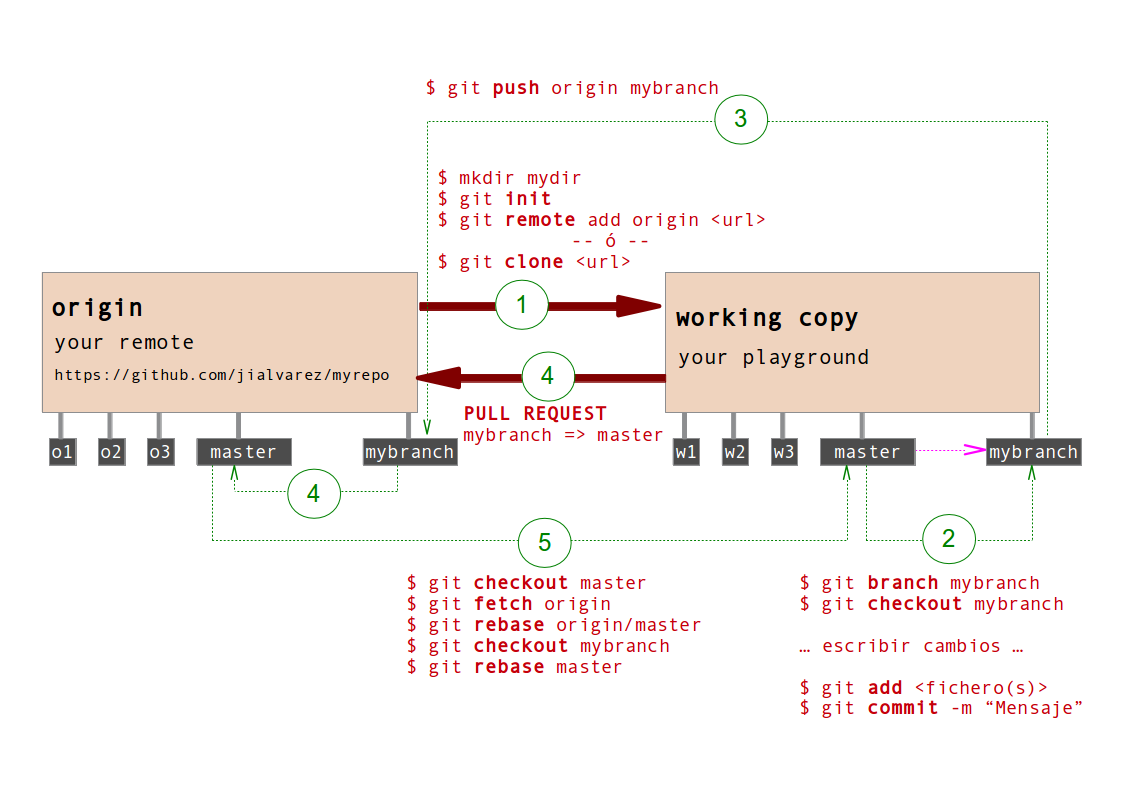 $ git push origin mybranch
3
$ mkdir mydir
$ git init
$ git remote add origin <url>
-- ó --
$ git clone <url>
origin
your remote
https://github.com/jialvarez/myrepo
1
4
working copy
your playground
PULL REQUEST
mybranch => master
o1 o2 o3 master mybranch
w1 w2 w3 master mybranch
4
5
2
$ git checkout master
$ git fetch origin
$ git rebase origin/master
$ git checkout mybranch
$ git rebase master
$ git branch mybranch
$ git checkout mybranch
… escribir cambios …
$ git add <fichero(s)>
$ git commit -m “Mensaje”